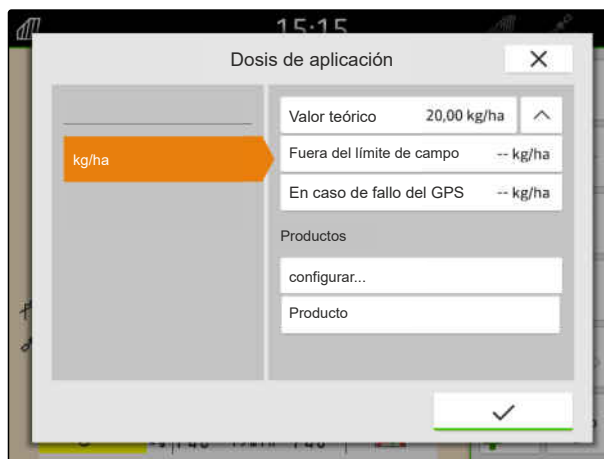 15:15
Dosis de aplicación
Valor teórico 20,00 kg/ha
kg/ha
Fuera del límite de campo -- kg/ha
En caso de fallo del GPS -- kg/ha
Productos
configurar...
Producto